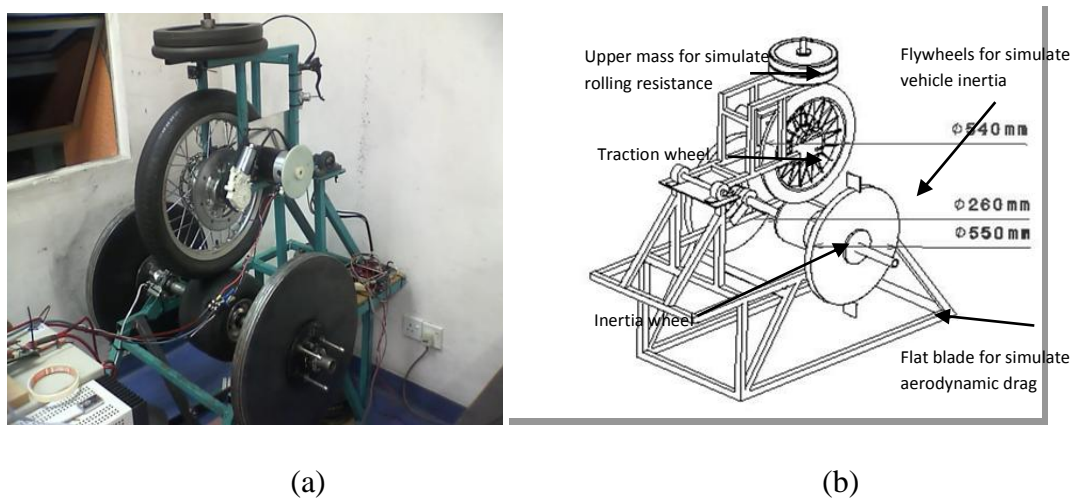 Upper mass for simulate
rolling resistance
Flywheels for simulate
vehicle inertia
Φ540mm
Traction wheel
Φ260mm
Φ550mm
Inertia wheel
Flat blade for simulate
aerodynamic drag
(a)
(b)